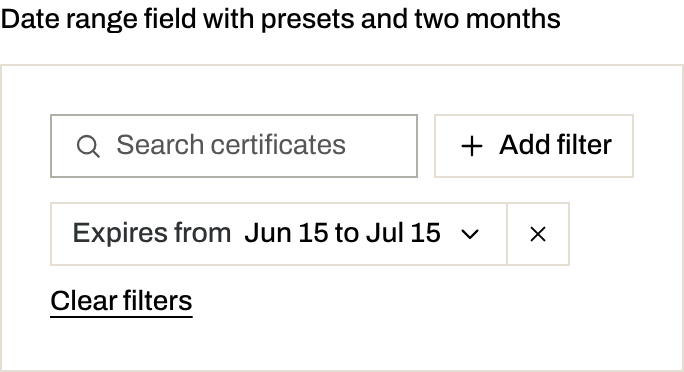 Date range field with presets and two months
Search certificates
Add filter
Expires from Jun 15 to Jul 15
Clear filters